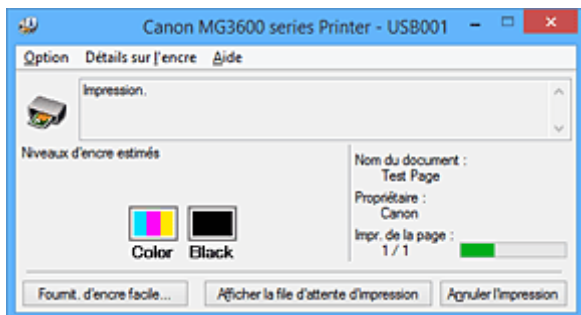 Canon MG3600 series Printer - USB001
Option Détails sur l'encre Aide
Impression.
Niveaux d'encre estimés
Color Black
Nom du document :
Test Page
Propriétaire :
Canon
Impr. de la page :
1 / 1
Fournit. d'encre facile... Afficher la file d'attente d'impression Annuler l'impression